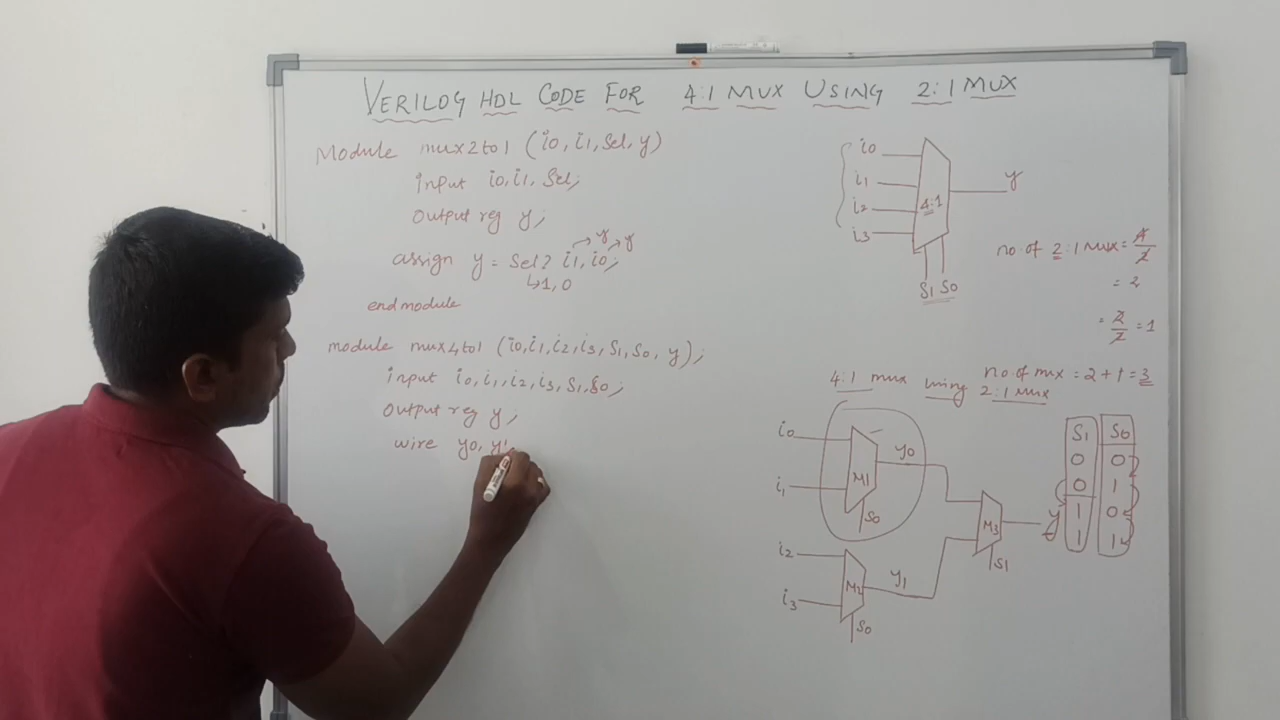 VERILOG HDL CODE FOR 4:1 MUX USING 2:1 MUX
Module mux2to1 (i0, i1, Sel, y)
input i0, i1, Sel;
Output reg y;
y y
assign y = Sel? i1, i0;
↳1, 0
endmodule
module mux4to1 (i0, i1, i2, i3, S1, S0, y);
input i0, i1, i2, i3, S1, S0;
Output reg y;
wire y0, y1
i0
i1
i2
i3
4:1
y
S1 S0
no of 2:1 MUX = 4/2
= 2
= 2/2 = 1
no of mux = 2 + 1 = 3
4:1 mux using 2:1 MUX
i0
i1
M1
S0
y0
i2
i3
M2
S0
y1
M3
S1
y
S1 S0
0 0
0 1
1 0
1 1